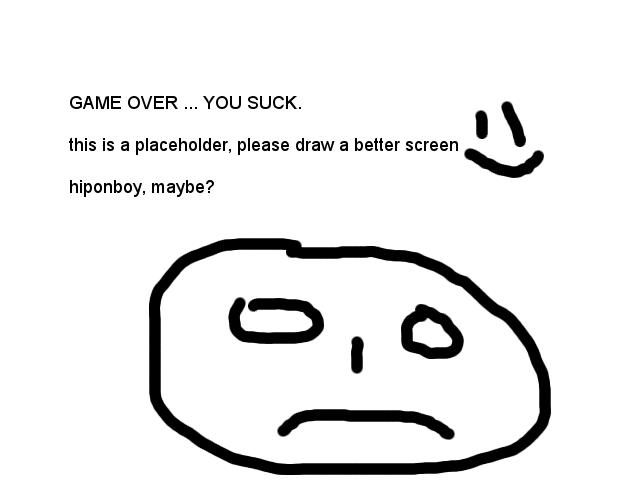 GAME OVER ... YOU SUCK.
this is a placeholder, please draw a better screen
hiponboy, maybe?